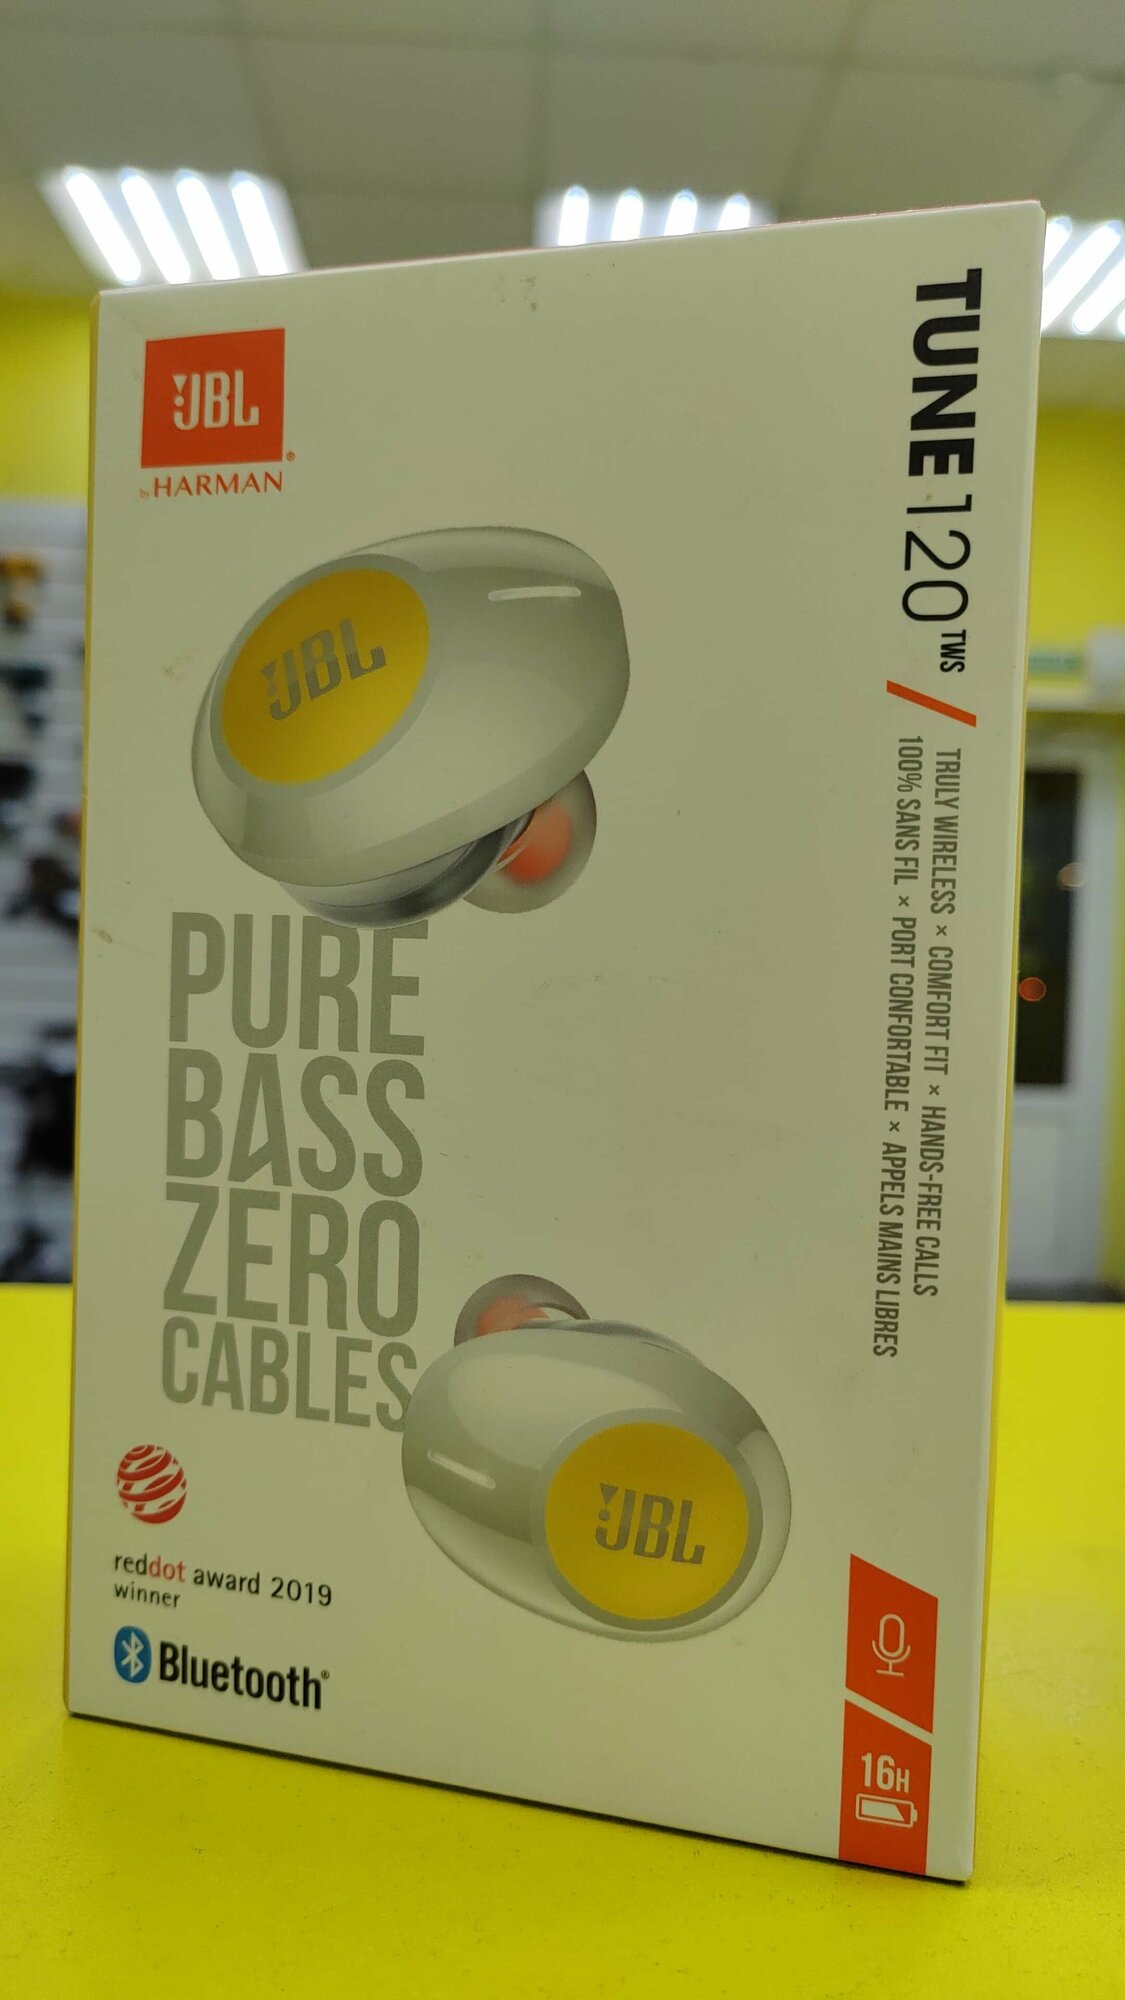 JBL
by HARMAN
TUNE120TWS
TRULY WIRELESS × COMFORT FIT × HANDS-FREE CALLS
100% SANS FIL × PORT CONFORTABLE × APPELS MAINS LIBRES
JBL
PURE
BASS
ZERO
CABLES
JBL
reddot award 2019
winner
Bluetooth®
16H